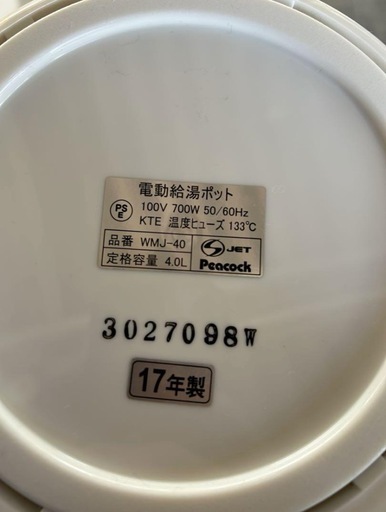 電動給湯ポット
PS
E
100V 700W 50/60Hz
KTE 温度ヒューズ 133℃
品番 WMJ-40
定格容量 4.0L
JET
Peacock
3027098W
17年製